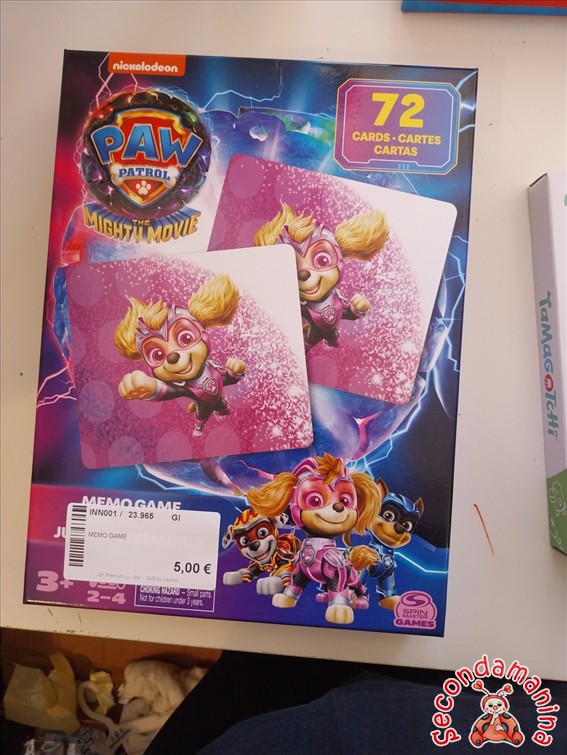 nickelodeon
PAW
PATROL
THE
MIGHTY MOVIE
72
CARDS · CARTES
CARTAS
TAMAGOTCHI
MEMO GAME
INN001 / 23.965 GI
MEMO GAME
5,00 €
3+
2–4
CHOKING HAZARD – Small parts.
Not for children under 3 years.
SPIN
MASTER
GAMES
Secondamanina